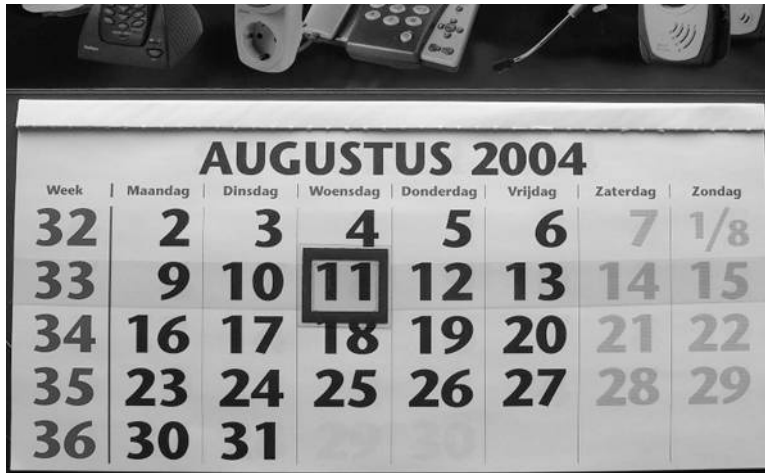 AUGUSTUS 2004
Week Maandag Dinsdag Woensdag Donderdag Vrijdag Zaterdag Zondag
32 2 3 4 5 6 7 1/8
33 9 10 11 12 13 14 15
34 16 17 18 19 20 21 22
35 23 24 25 26 27 28 29
36 30 31